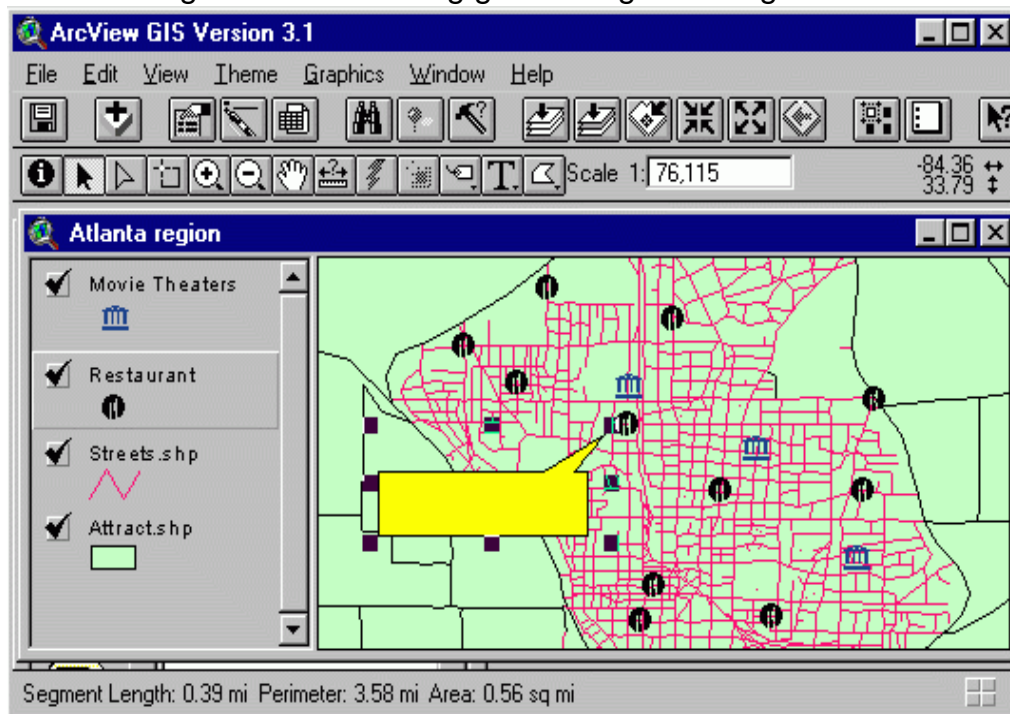 ArcView GIS Version 3.1
File Edit View Theme Graphics Window Help
Scale 1: 76,115
-84.36
33.79
Atlanta region
Movie Theaters
Restaurant
Streets.shp
Attract.shp
Segment Length: 0.39 mi Perimeter: 3.58 mi Area: 0.56 sq mi